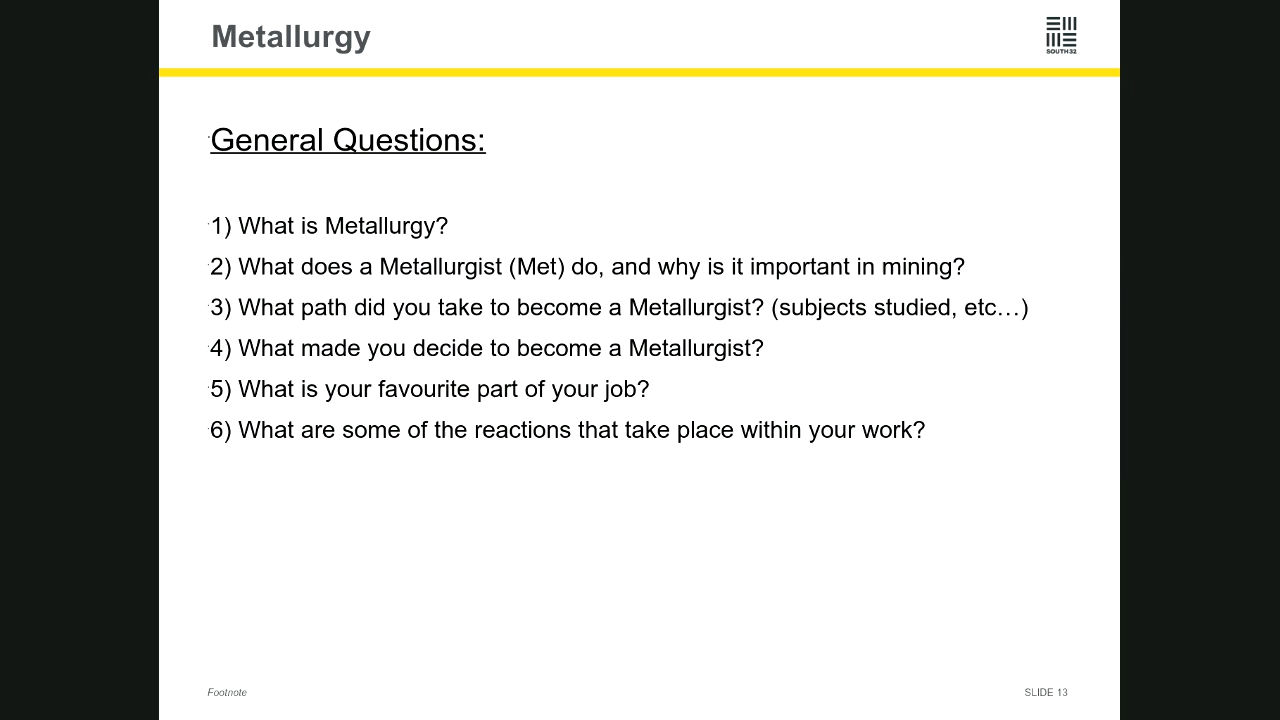 Metallurgy
SOUTH32
General Questions:
1) What is Metallurgy?
2) What does a Metallurgist (Met) do, and why is it important in mining?
3) What path did you take to become a Metallurgist? (subjects studied, etc…)
4) What made you decide to become a Metallurgist?
5) What is your favourite part of your job?
6) What are some of the reactions that take place within your work?
Footnote
SLIDE 13